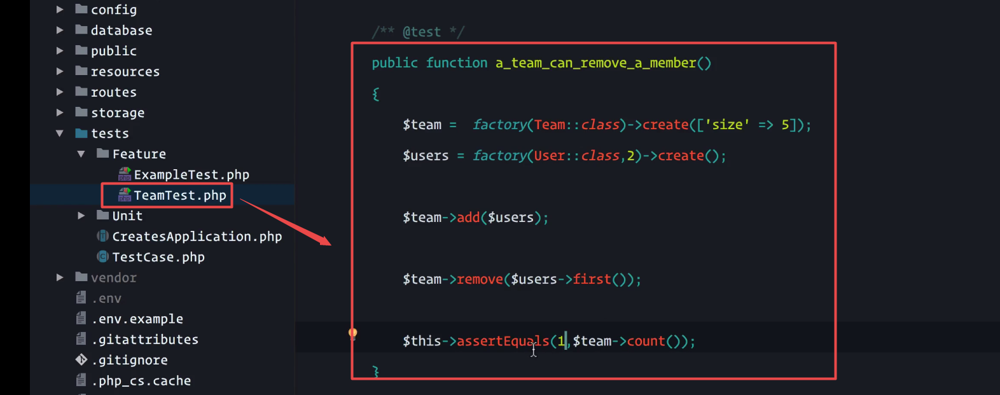 config
database
public
resources
routes
storage
tests
Feature
ExampleTest.php
TeamTest.php
Unit
CreatesApplication.php
TestCase.php
vendor
.env
.env.example
.gitattributes
.gitignore
.php_cs.cache
/** @test */
public function a_team_can_remove_a_member()
{
$team =  factory(Team::class)->create(['size' => 5]);
$users = factory(User::class,2)->create();
$team->add($users);
$team->remove($users->first());
$this->assertEquals(1,$team->count());
}